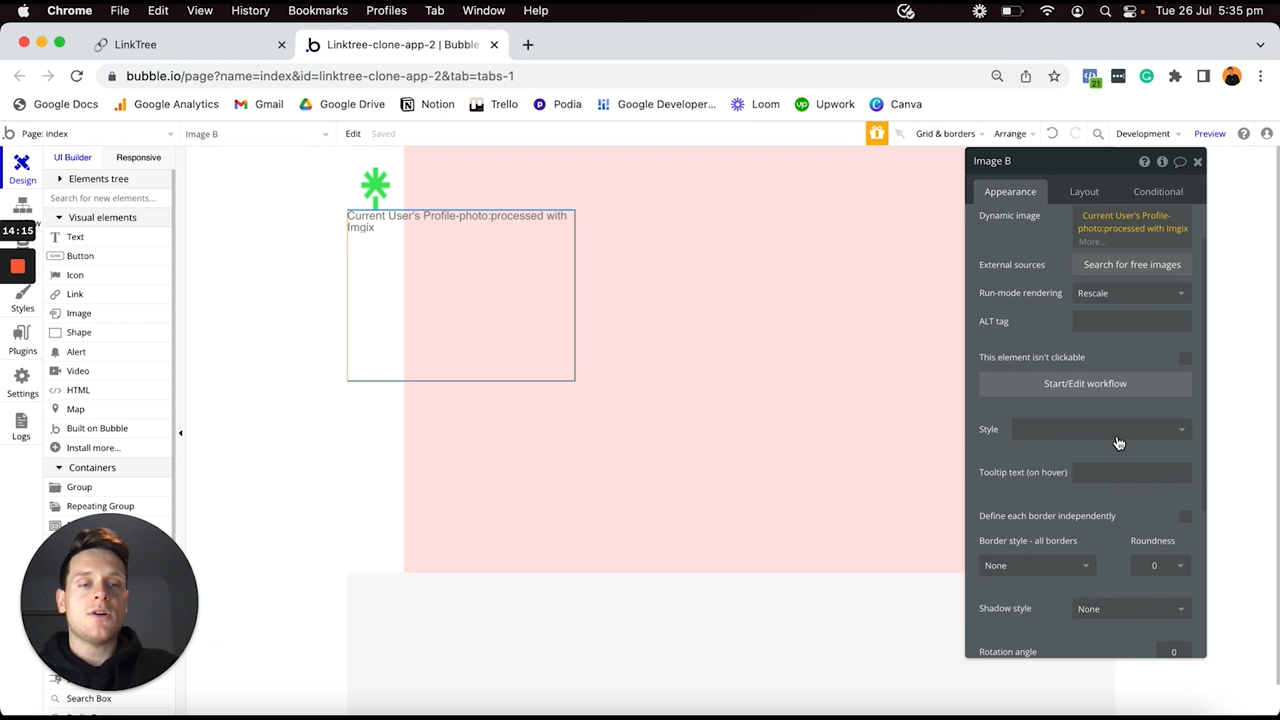 Chrome File Edit View History Bookmarks Profiles Tab Window Help Tue 26 Jul 5:35 pm
LinkTree Linktree-clone-app-2 | Bubble
bubble.io/page?name=index&id=linktree-clone-app-2&tab=tabs-1 21
Google Docs Google Analytics Gmail Google Drive Notion Trello Podia Google Developer... Loom Upwork Canva
Page: index Image B Edit Saved Grid & borders Arrange Development Preview
Design
14:15
Styles
Plugins
Settings
Logs
UI Builder Responsive
Elements tree
Search for new elements...
Visual elements
Text
Button
Icon
Link
Image
Shape
Alert
Video
HTML
Map
Built on Bubble
Install more...
Containers
Group
Repeating Group
Search Box
Current User's Profile-photo:processed with
Imgix
Image B
Appearance Layout Conditional
Dynamic image Current User's Profile-
photo:processed with Imgix
More...
External sources Search for free images
Run-mode rendering Rescale
ALT tag
This element isn't clickable
Start/Edit workflow
Style
Tooltip text (on hover)
Define each border independently
Border style - all borders Roundness
None 0
Shadow style None
Rotation angle 0